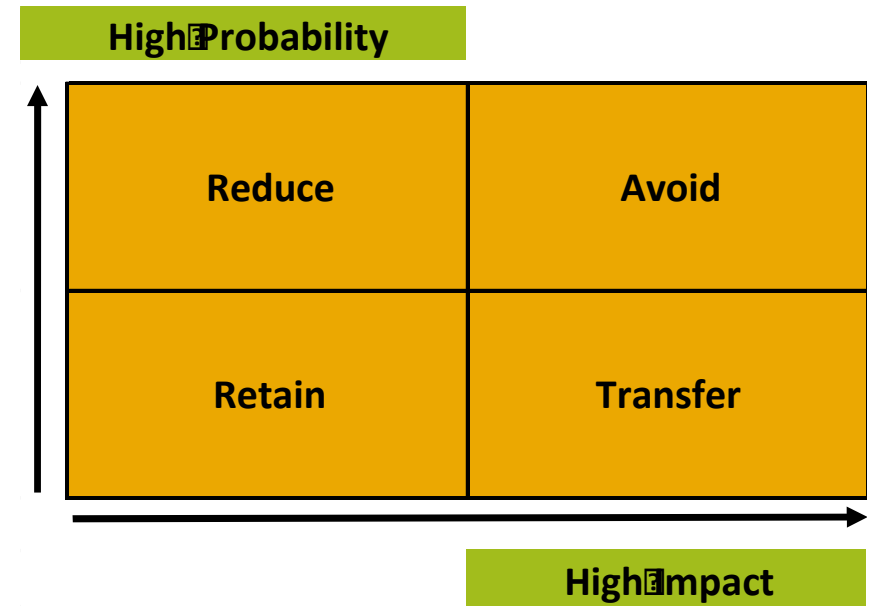 High Probability
Reduce Avoid
Retain Transfer
High Impact